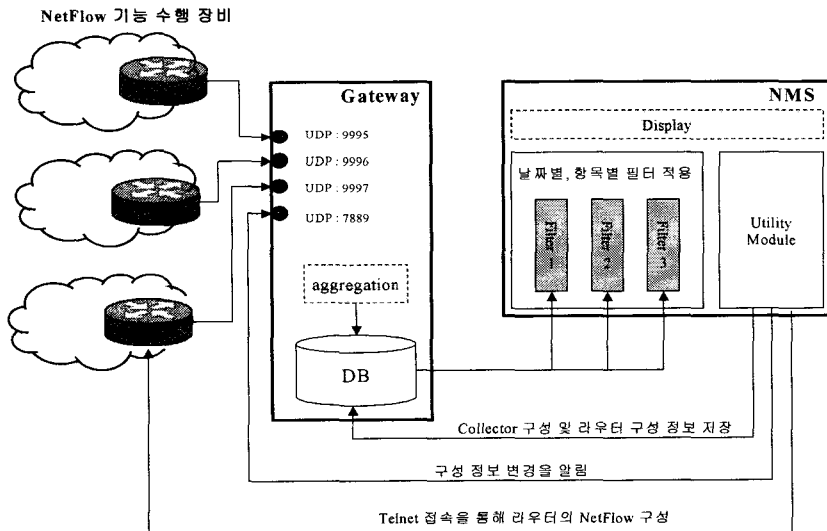 NetFlow 기능 수행 장비
Gateway
UDP : 9995
UDP : 9996
UDP : 9997
UDP : 7889
aggregation
DB
NMS
Display
날짜별, 항목별 필터 적용
Filter 1
Filter 2
Filter 3
Utility
Module
Collector 구성 및 라우터 구성 정보 저장
구성 정보 변경을 알림
Telnet 접속을 통해 라우터의 NetFlow 구성